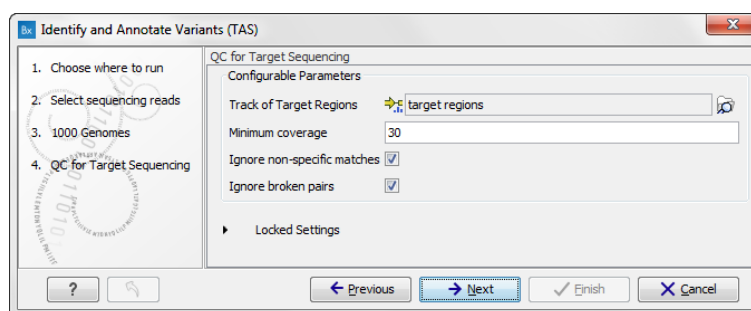 Bx Identify and Annotate Variants (TAS)
1. Choose where to run
2. Select sequencing reads
3. 1000 Genomes
4. QC for Target Sequencing
QC for Target Sequencing
Configurable Parameters
Track of Target Regions target regions
Minimum coverage 30
Ignore non-specific matches
Ignore broken pairs
Locked Settings
? Previous Next Finish Cancel